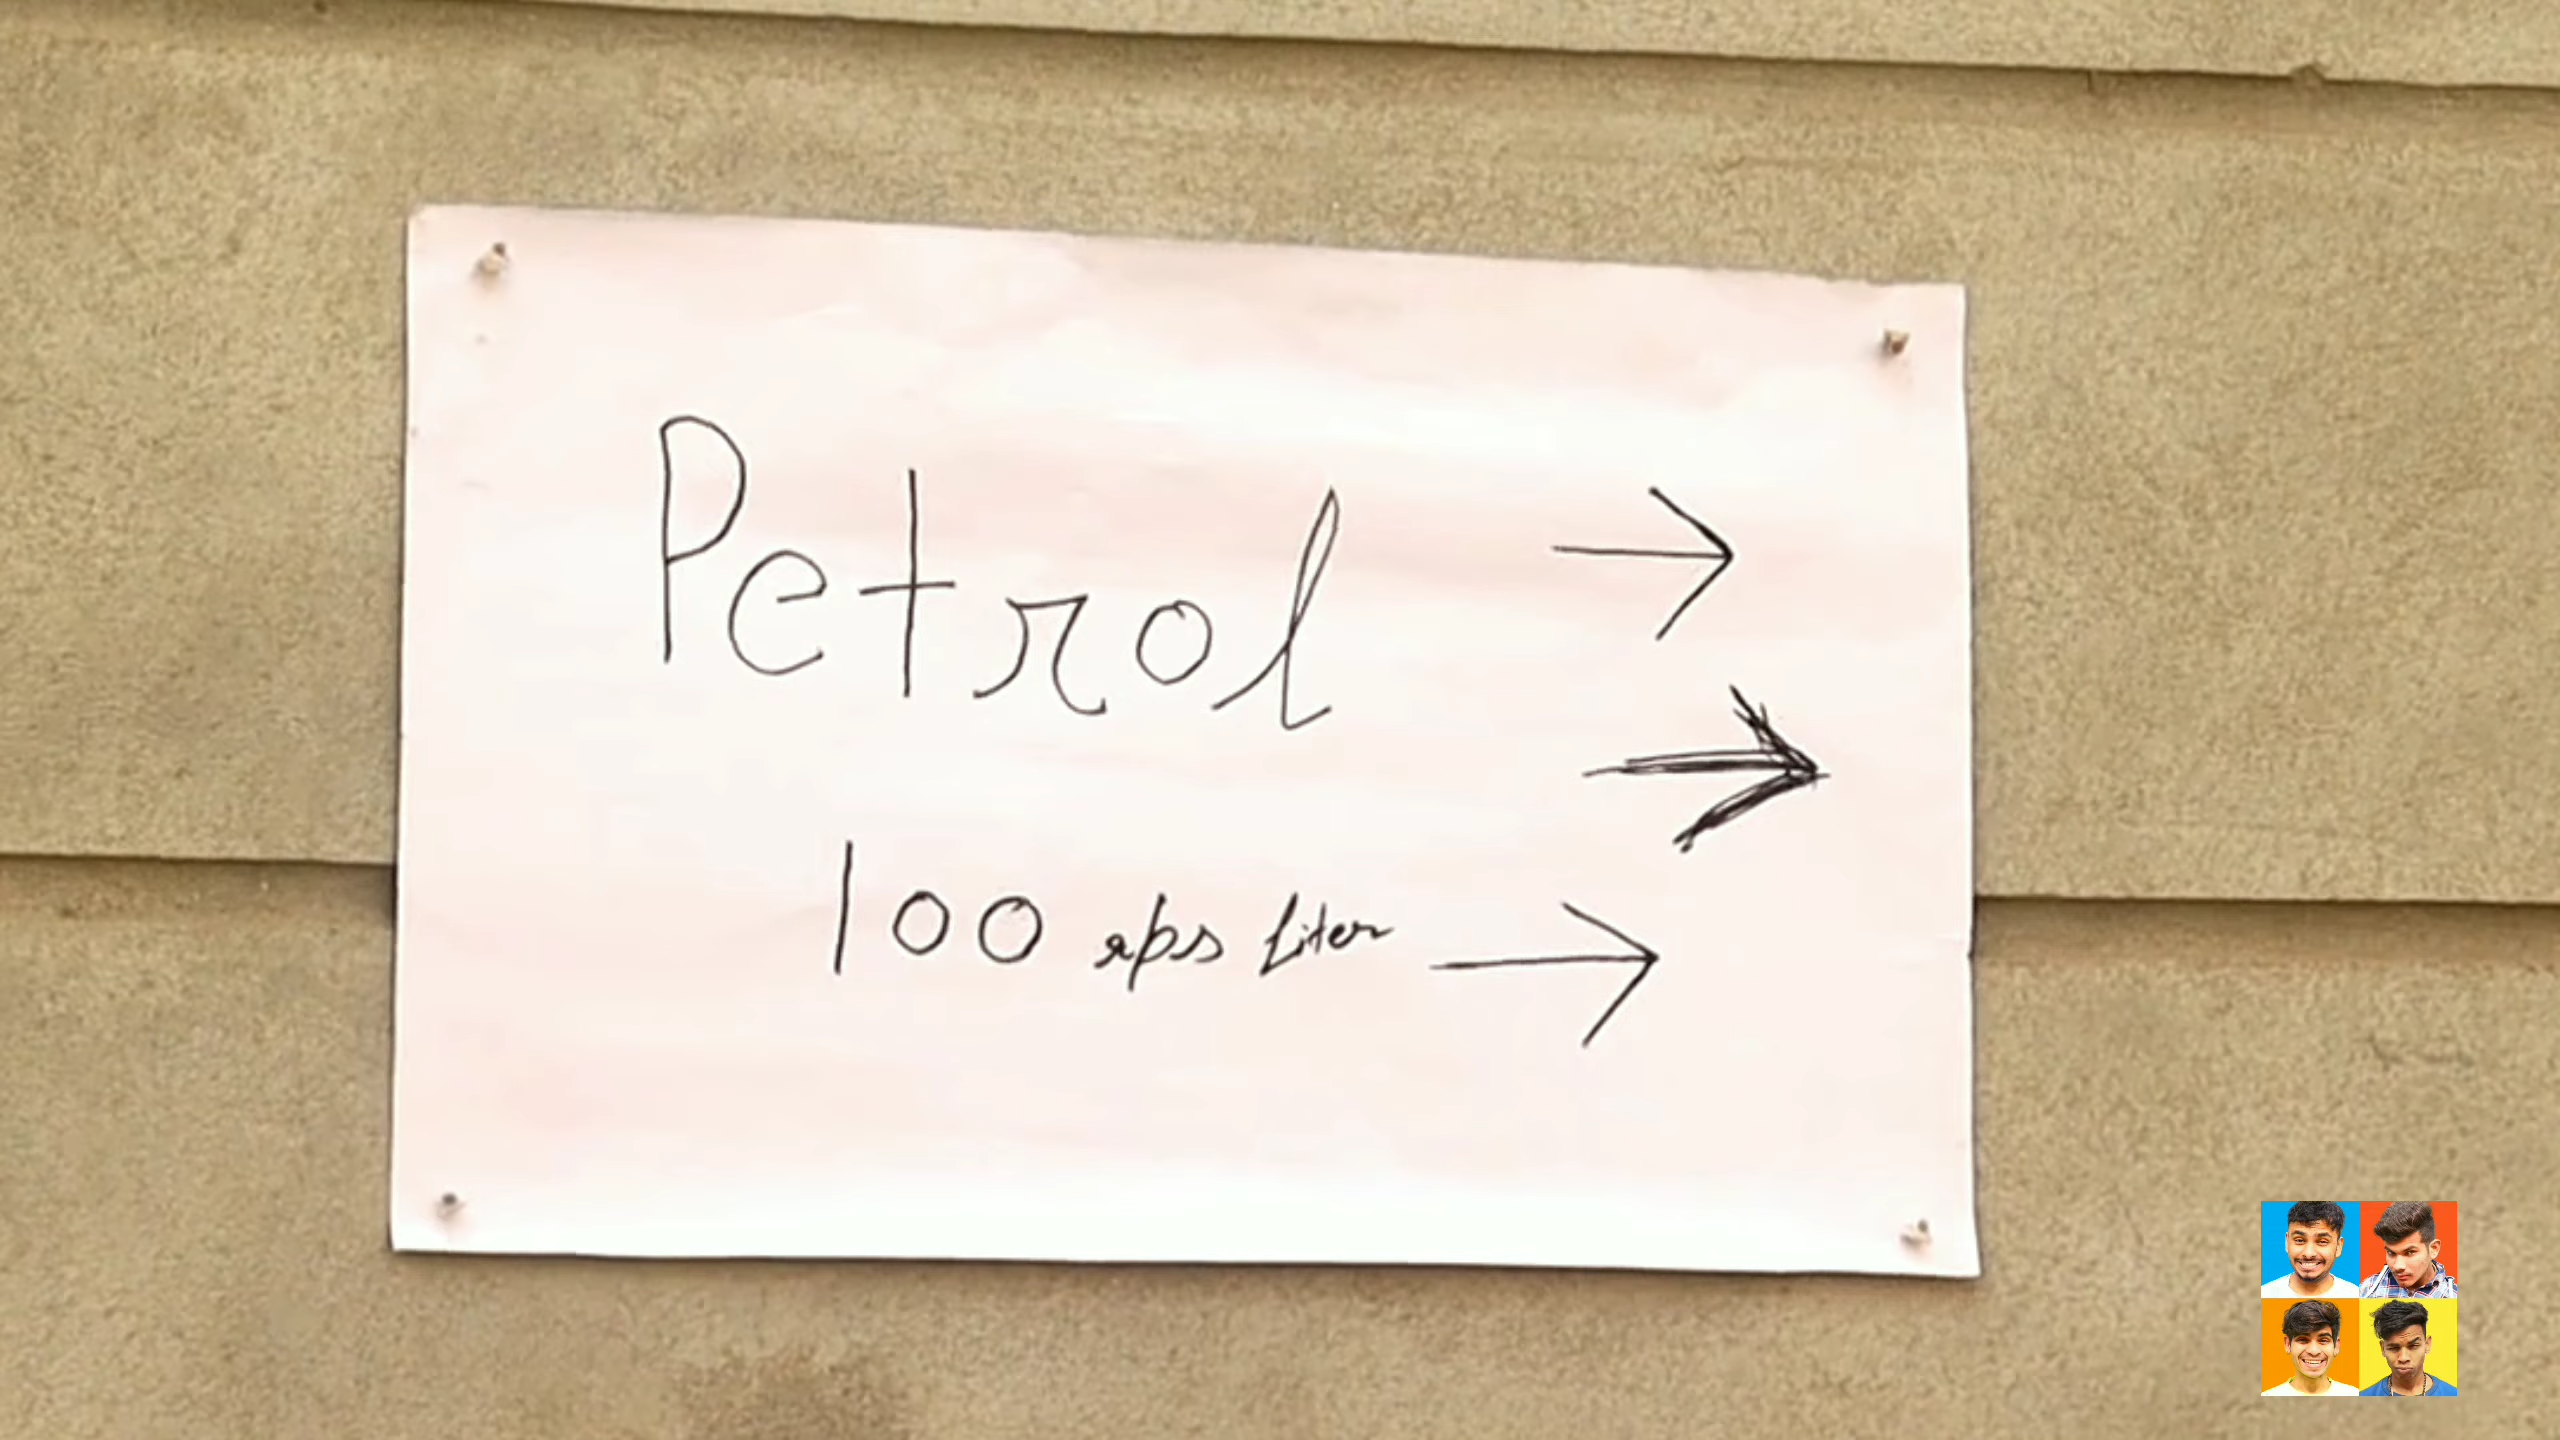 Petrol →
→
100 rps liter →